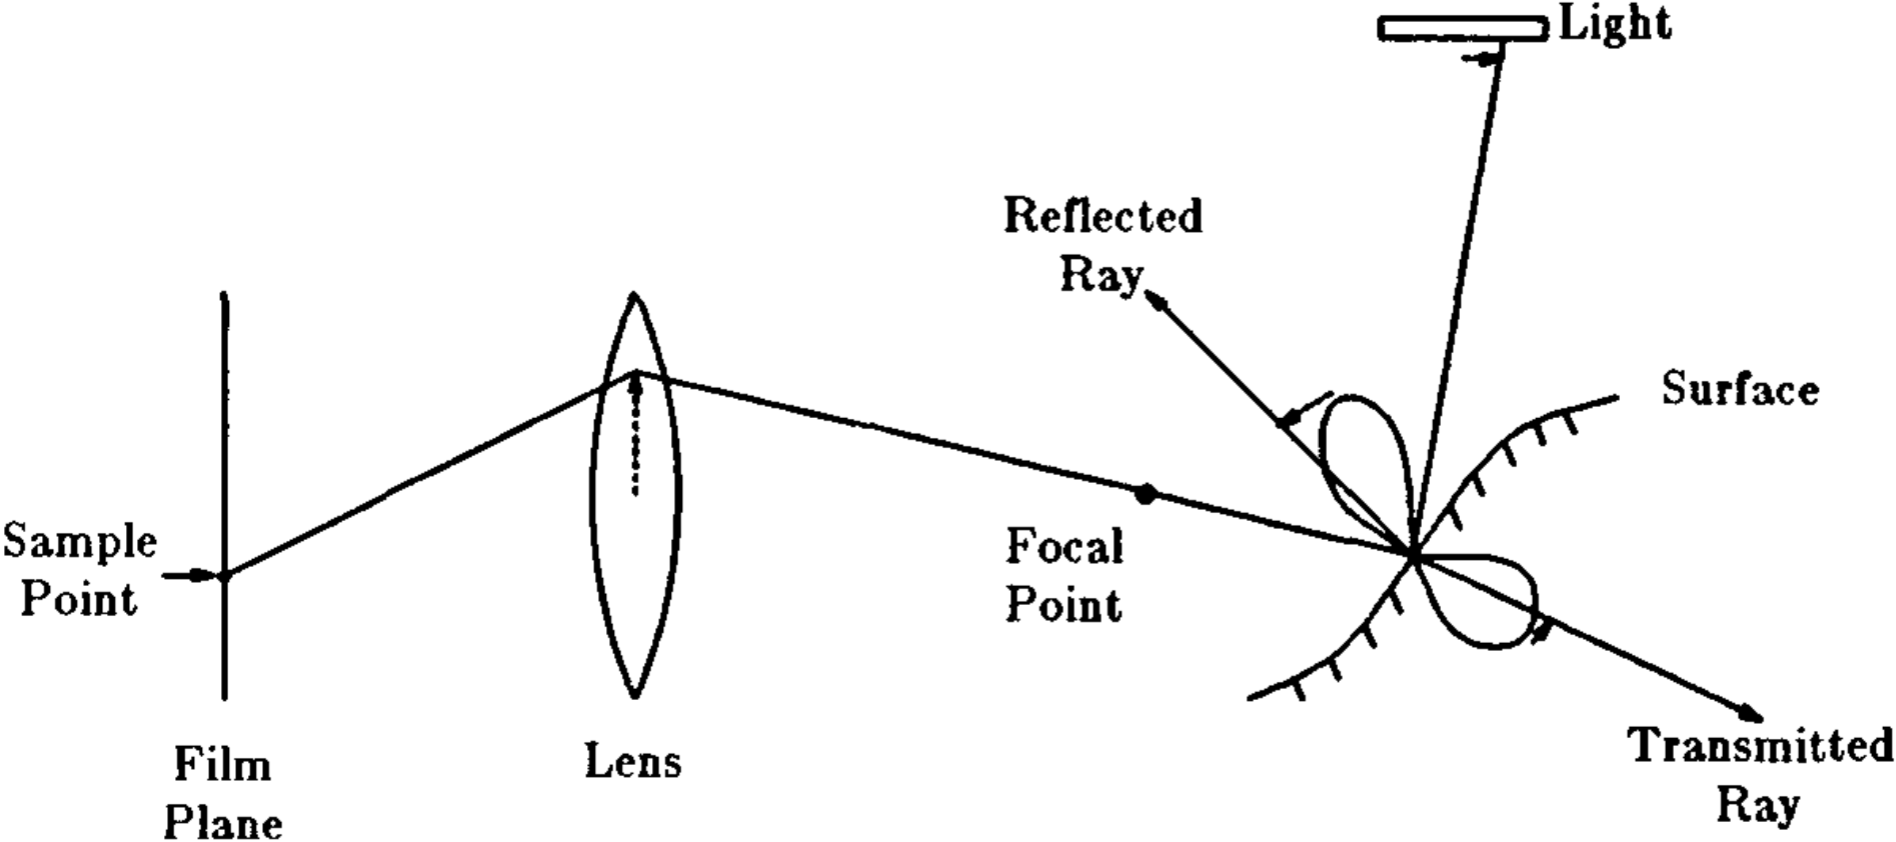 Light
Reflected
Ray
Surface
Sample
Point
Focal
Point
Film
Plane
Lens
Transmitted
Ray